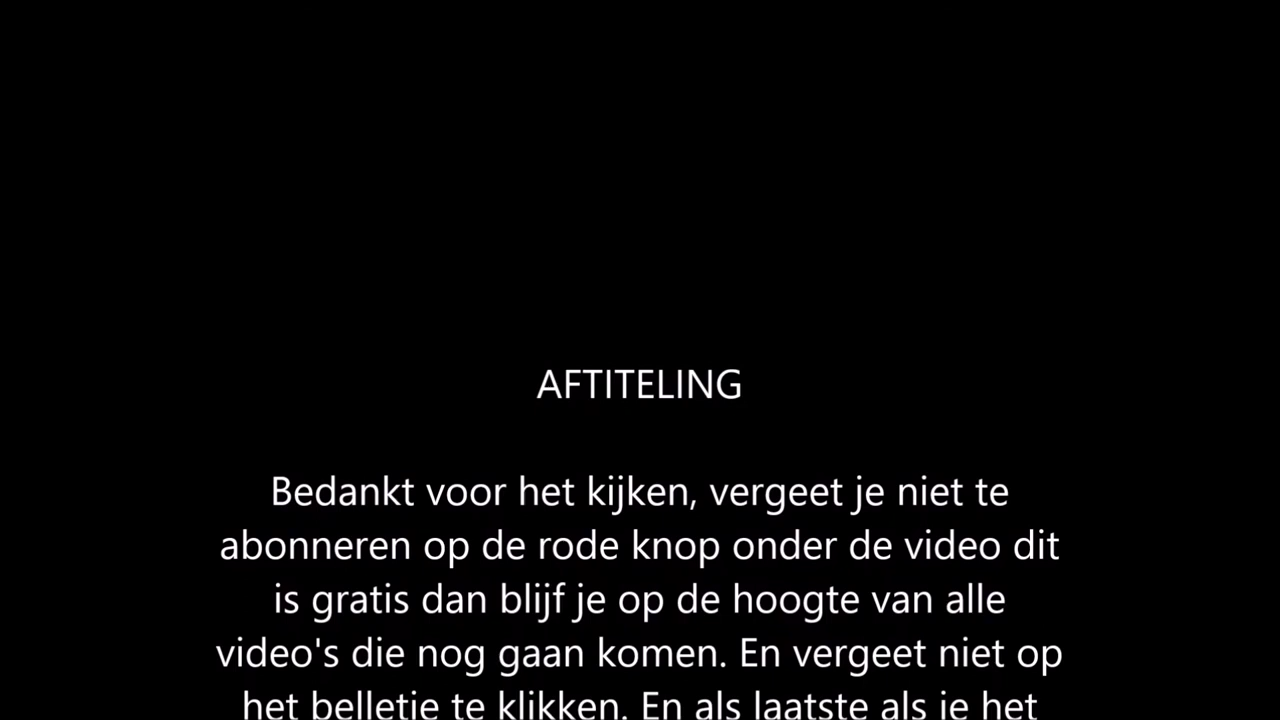 AFTITELING
Bedankt voor het kijken, vergeet je niet te
abonneren op de rode knop onder de video dit
is gratis dan blijf je op de hoogte van alle
video's die nog gaan komen. En vergeet niet op
het belletje te klikken. En als laatste als je het